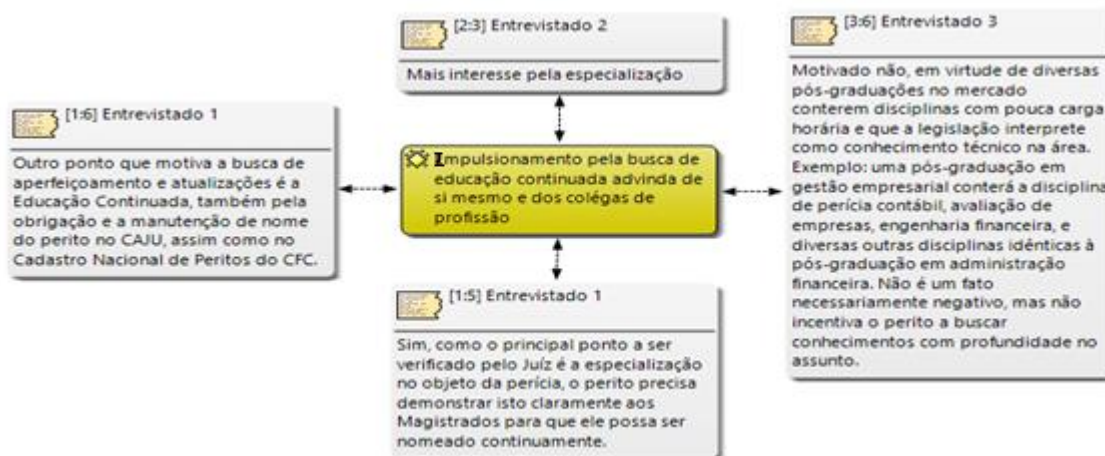 [2:3] Entrevistado 2
Mais interesse pela especialização
[1:6] Entrevistado 1
Outro ponto que motiva a busca de
aperfeiçoamento e atualizações é a
Educação Continuada, também pela
obrigação e a manutenção de nome
do perito no CAJU, assim como no
Cadastro Nacional de Peritos do CFC.
Impulsionamento pela busca de
educação continuada advinda de
si mesmo e dos colégas de
profissão
[1:5] Entrevistado 1
Sim, como o principal ponto a ser
verificado pelo Juíz é a especialização
no objeto da perícia, o perito precisa
demonstrar isto claramente aos
Magistrados para que ele possa ser
nomeado continuamente.
[3:6] Entrevistado 3
Motivado não, em virtude de diversas
pós-graduações no mercado
conterem disciplinas com pouca carga
horária e que a legislação interprete
como conhecimento técnico na área.
Exemplo: uma pós-graduação em
gestão empresarial conterá a disciplina
de perícia contábil, avaliação de
empresas, engenharia financeira, e
diversas outras disciplinas idênticas à
pós-graduação em administração
financeira. Não é um fato
necessariamente negativo, mas não
incentiva o perito a buscar
conhecimentos com profundidade no
assunto.